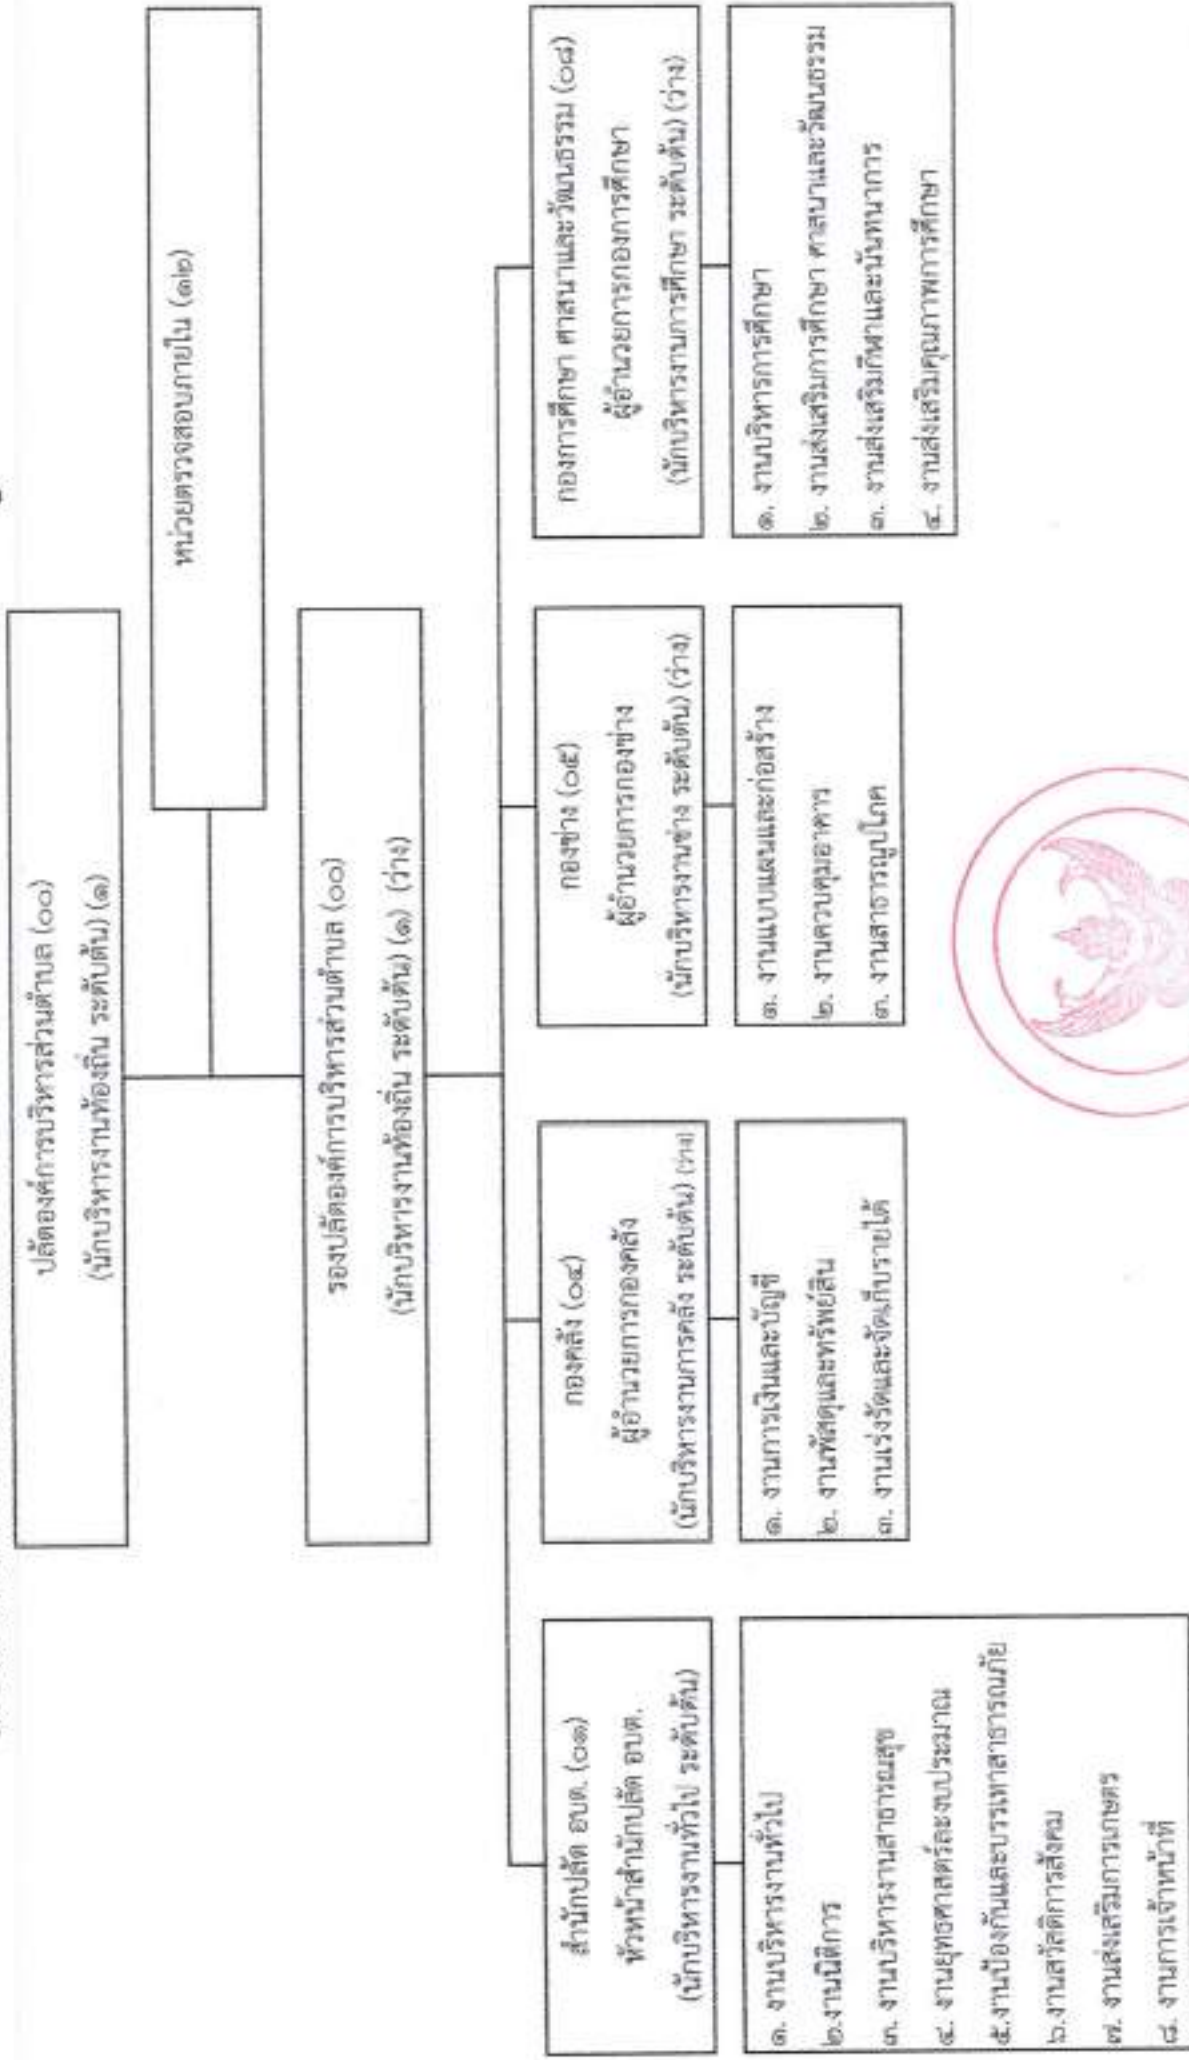 ปลัดองค์การบริหารส่วนตำบล (๐๐)
(นักบริหารงานท้องถิ่น ระดับต้น) (๑)
หน่วยตรวจสอบภายใน (๑๒)
รองปลัดองค์การบริหารส่วนตำบล (๐๐)
(นักบริหารงานท้องถิ่น ระดับต้น) (๑) (ว่าง)
สำนักปลัด อบต. (๐๑)
หัวหน้าสำนักปลัด อบต.
(นักบริหารงานทั่วไป ระดับต้น)
๑. งานบริหารงานทั่วไป
๒.งานนิติการ
๓. งานบริหารงานสาธารณสุข
๔. งานยุทธศาสตร์และงบประมาณ
๕.งานป้องกันและบรรเทาสาธารณภัย
๖.งานสวัสดิการสังคม
๗. งานส่งเสริมการเกษตร
๘. งานการเจ้าหน้าที่
กองคลัง (๐๔)
ผู้อำนวยการกองคลัง
(นักบริหารงานการคลัง ระดับต้น) (ว่าง)
๑. งานการเงินและบัญชี
๒. งานพัสดุและทรัพย์สิน
๓. งานเร่งรัดและจัดเก็บรายได้
กองช่าง (๐๕)
ผู้อำนวยการกองช่าง
(นักบริหารงานช่าง ระดับต้น) (ว่าง)
๑. งานแบบแผนและก่อสร้าง
๒. งานควบคุมอาคาร
๓. งานสาธารณูปโภค
กองการศึกษา ศาสนาและวัฒนธรรม (๐๘)
ผู้อำนวยการกองการศึกษา
(นักบริหารงานการศึกษา ระดับต้น) (ว่าง)
๑. งานบริหารการศึกษา
๒. งานส่งเสริมการศึกษา ศาสนาและวัฒนธรรม
๓. งานส่งเสริมกีฬาและนันทนาการ
๔. งานส่งเสริมคุณภาพการศึกษา